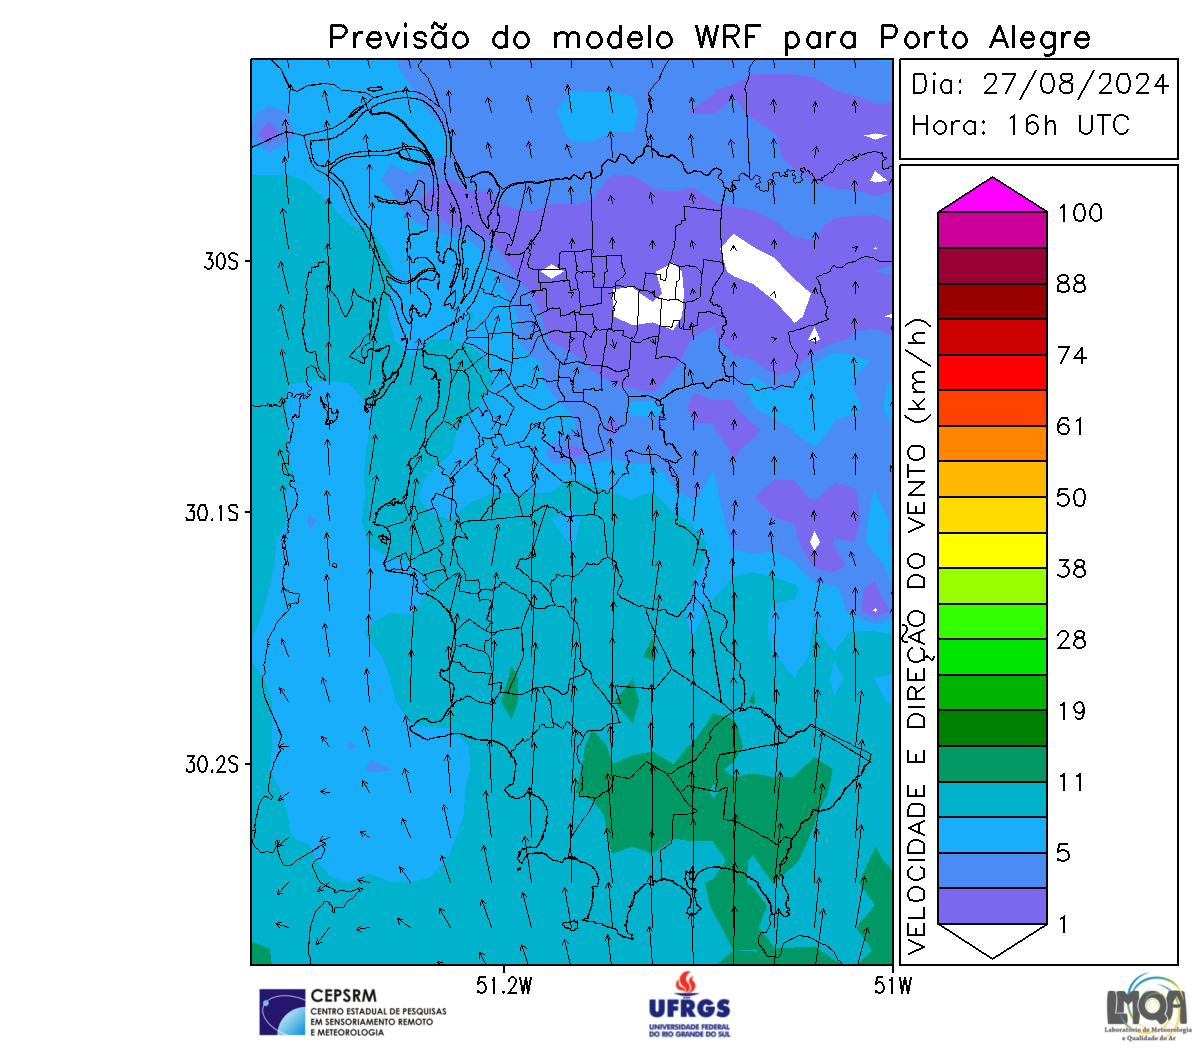 Previsão do modelo WRF para Porto Alegre
Dia: 27/08/2024
Hora: 16h UTC
30S
30.1S
30.2S
51.2W
51W
VELOCIDADE E DIREÇÃO DO VENTO (km/h)
100
88
74
61
50
38
28
19
11
5
1
CEPSRM
CENTRO ESTADUAL DE PESQUISAS
EM SENSORIAMENTO REMOTO
E METEOROLOGIA
UFRGS
UNIVERSIDADE FEDERAL
DO RIO GRANDE DO SUL
LMQA
Laboratório de Meteorologia
e Qualidade do Ar